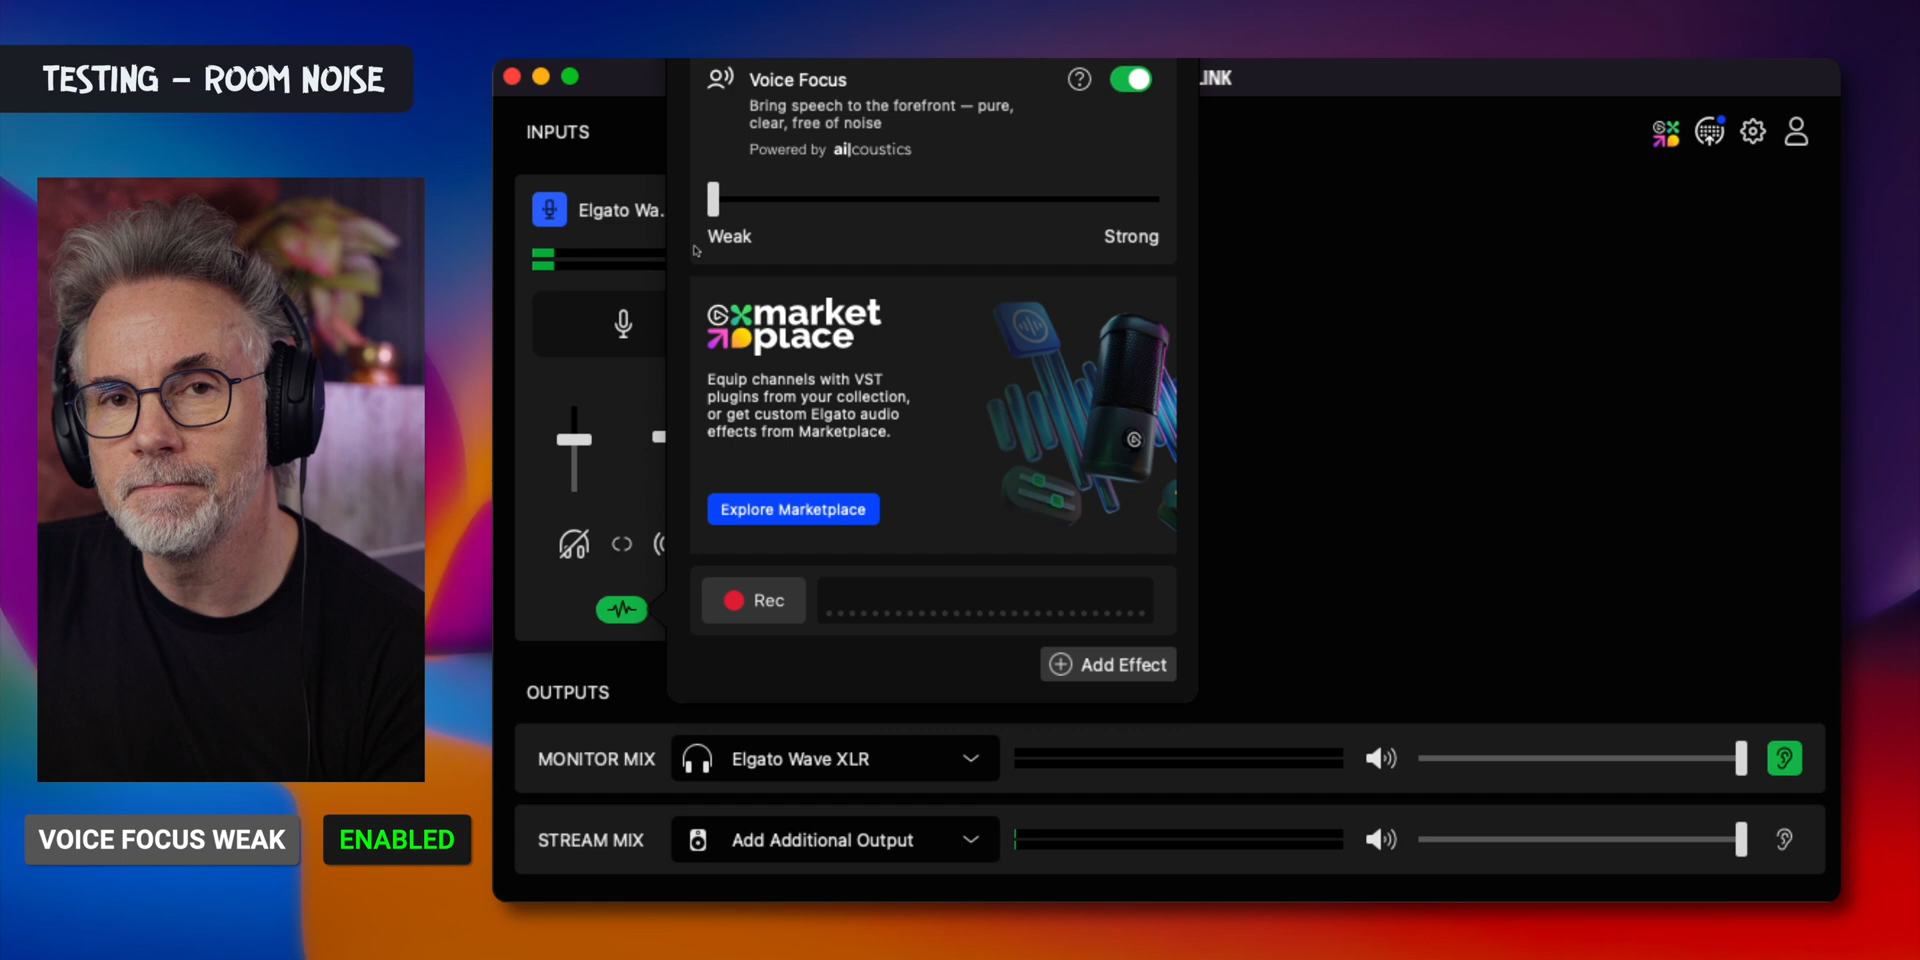 TESTING – ROOM NOISE
LINK
INPUTS
Voice Focus
Bring speech to the forefront — pure,
clear, free of noise
Powered by ai|coustics
Elgato Wa..
Weak
Strong
market
place
Equip channels with VST
plugins from your collection,
or get custom Elgato audio
effects from Marketplace.
Explore Marketplace
Rec
Add Effect
OUTPUTS
MONITOR MIX
Elgato Wave XLR
STREAM MIX
Add Additional Output
VOICE FOCUS WEAK
ENABLED